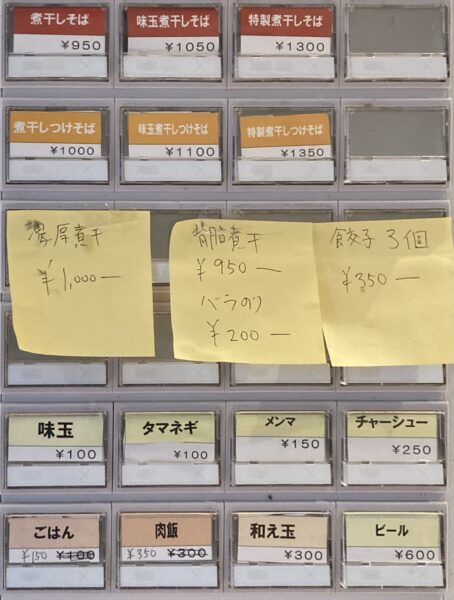 煮干しそば
¥950
味玉煮干しそば
¥1050
特製煮干しそば
¥1300
煮干しつけそば
¥1000
味玉煮干しつけそば
¥1100
特製煮干しつけそば
¥1350
濃厚煮干
¥1,000-
背脂煮干
¥950-
バラのり
¥200-
餃子 3個
¥350-
味玉
¥100
タマネギ
¥100
メンマ
¥150
チャーシュー
¥250
ごはん
¥150 ¥100
肉飯
¥350 ¥300
和え玉
¥300
ビール
¥600